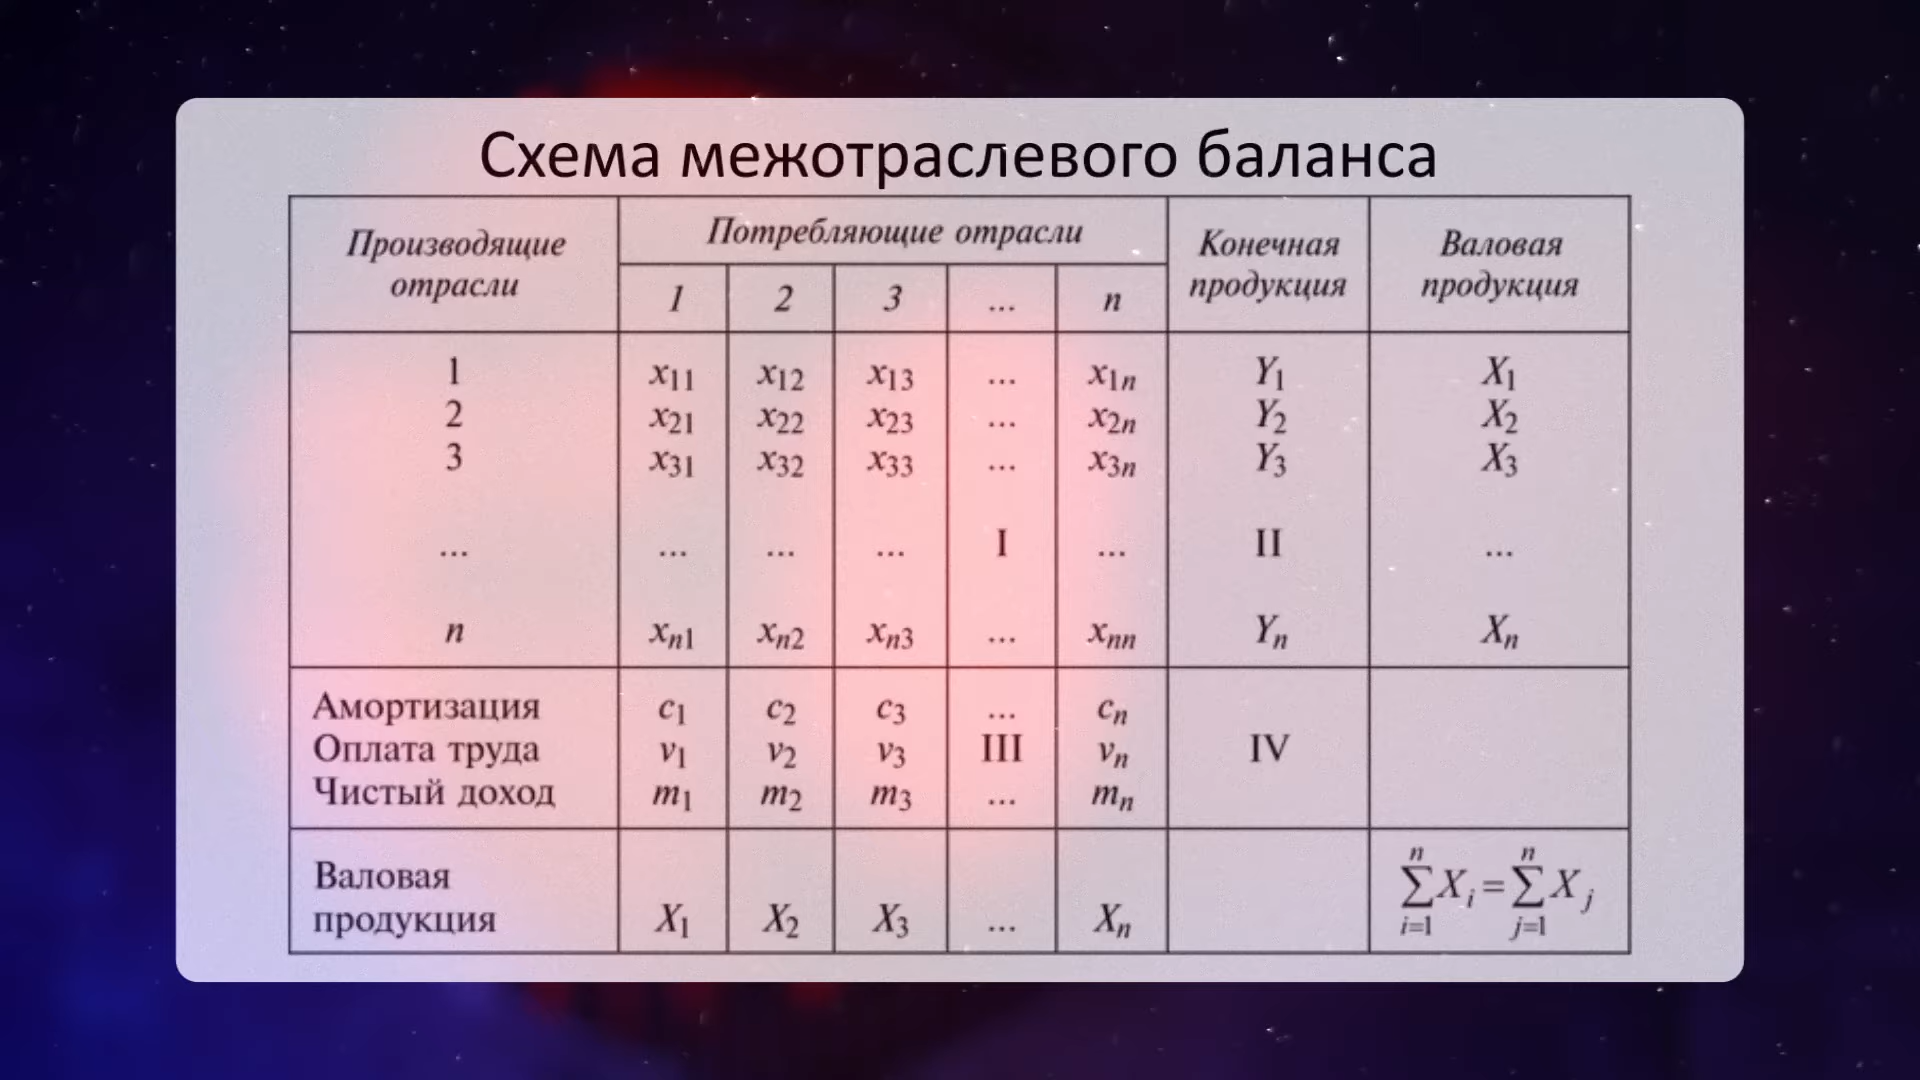 Схема межотраслевого баланса
Производящие отрасли Потребляющие отрасли Конечная продукция Валовая продукция
1 2 3 ... n
1 x11 x12 x13 ... x1n Y1 X1
2 x21 x22 x23 ... x2n Y2 X2
3 x31 x32 x33 ... x3n Y3 X3
... ... ... ... I ... II ...
n xn1 xn2 xn3 ... xnn Yn Xn
Амортизация c1 c2 c3 ... cn
Оплата труда v1 v2 v3 III vn IV
Чистый доход m1 m2 m3 ... mn
Валовая продукция X1 X2 X3 ... Xn n∑i=1 Xi = n∑j=1 Xj